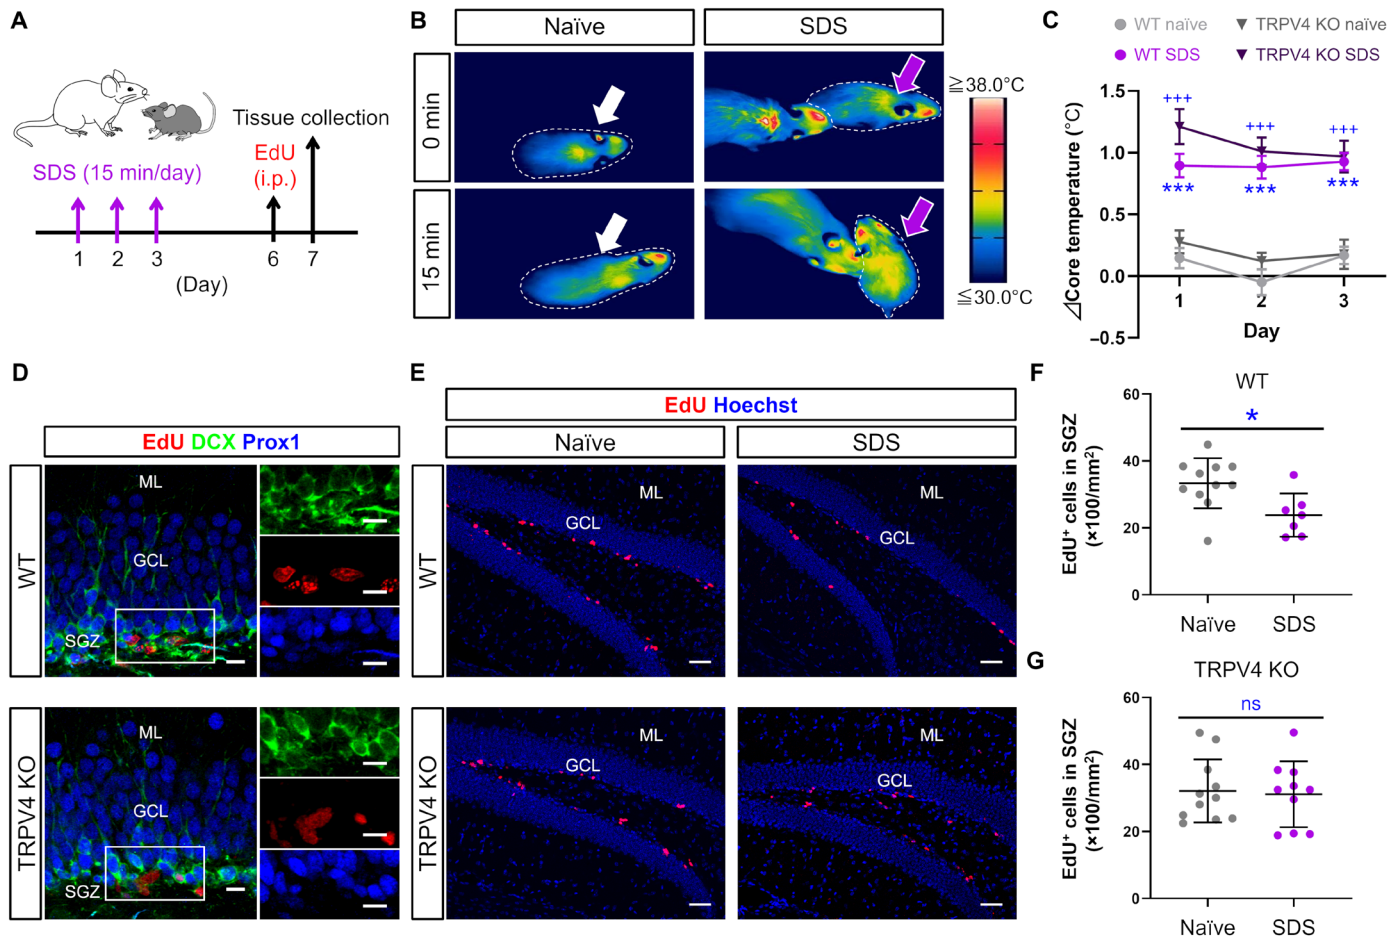 A
SDS (15 min/day)
Tissue collection
EdU
(i.p.)
1 2 3 6 7
(Day)
B
Naïve
SDS
0 min
15 min
≧38.0°C
≦30.0°C
C
WT naïve
TRPV4 KO naïve
WT SDS
TRPV4 KO SDS
⊿Core temperature (°C)
1.5
1.0
0.5
0.0
–0.5
+++
+++
+++
***
***
***
1 2 3
Day
D
EdU DCX Prox1
WT
ML
GCL
SGZ
TRPV4 KO
ML
GCL
SGZ
E
EdU Hoechst
Naïve
SDS
WT
ML
GCL
ML
GCL
TRPV4 KO
ML
GCL
ML
GCL
F
WT
*
EdU⁺ cells in SGZ
(×100/mm²)
60
40
20
0
Naïve SDS
G
TRPV4 KO
ns
EdU⁺ cells in SGZ
(×100/mm²)
60
40
20
0
Naïve SDS